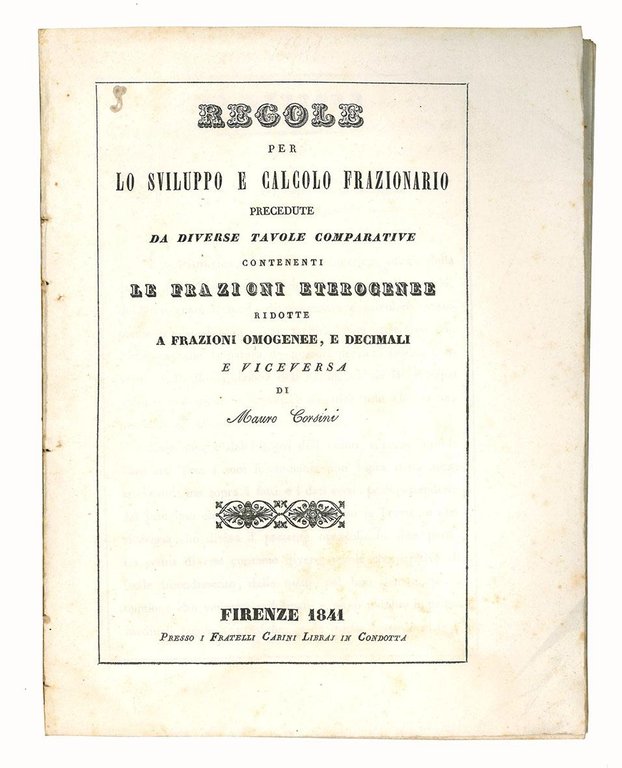 REGOLE
PER
LO SVILUPPO E CALCOLO FRAZIONARIO
PRECEDUTE
DA DIVERSE TAVOLE COMPARATIVE
CONTENENTI
LE FRAZIONI ETEROGENEE
RIDOTTE
A FRAZIONI OMOGENEE, E DECIMALI
E VICEVERSA
DI
Mauro Corsini
FIRENZE 1841
PRESSO I FRATELLI CARINI LIBRAJ IN CONDOTTA